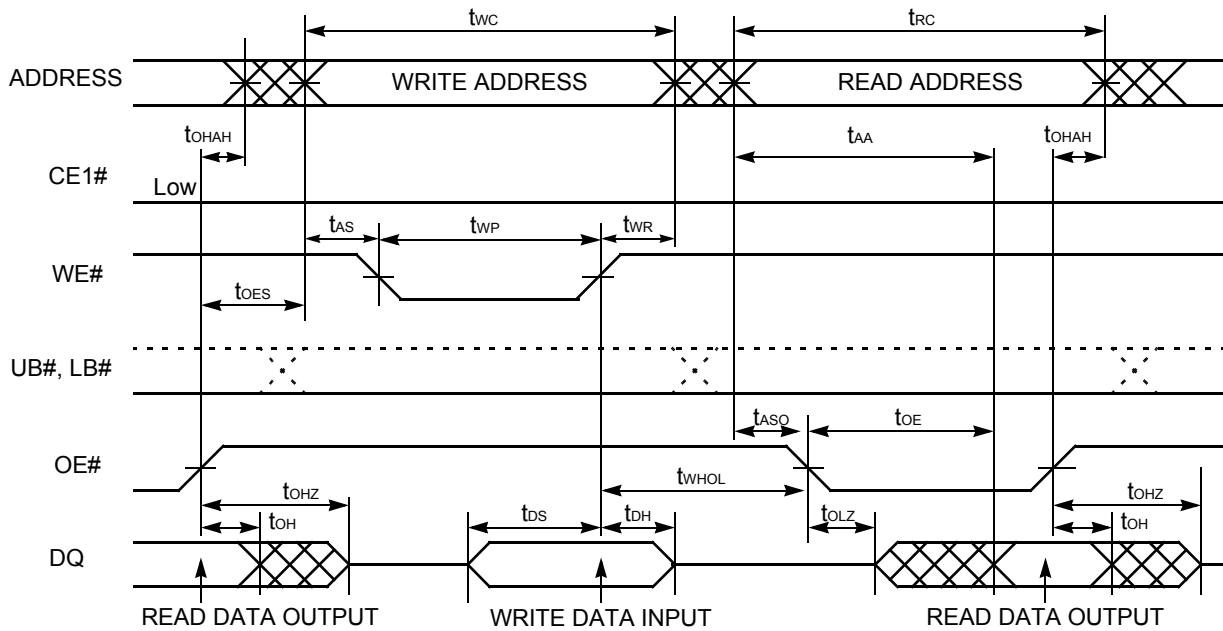 tWC
tRC
ADDRESS
WRITE ADDRESS
READ ADDRESS
tOHAH
tAA
tOHAH
CE1#
Low
tAS
tWP
tWR
WE#
tOES
UB#, LB#
tASO
tOE
OE#
tWHOL
tOHZ
tOHZ
tOH
tDS
tDH
tOLZ
tOH
DQ
READ DATA OUTPUT
WRITE DATA INPUT
READ DATA OUTPUT